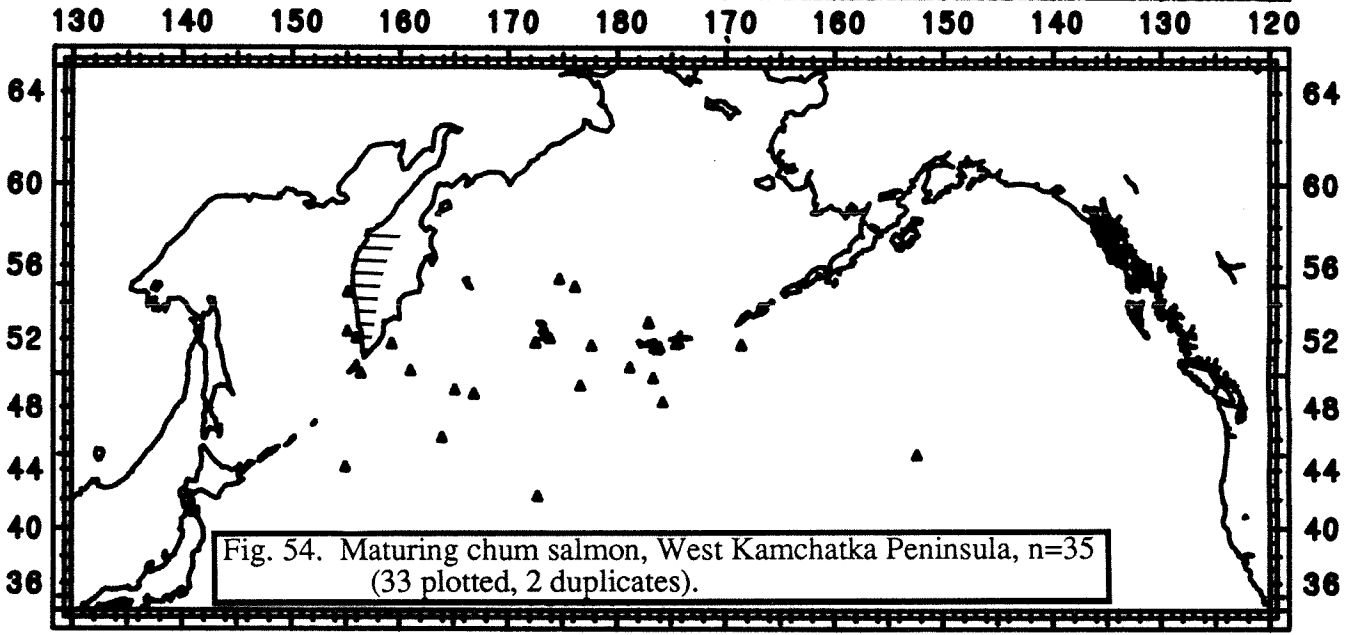 130 140 150 160 170 180 170 160 150 140 130 120
64 64
60 60
56 56
52 52
48 48
44 44
40 40
36 36
Fig. 54. Maturing chum salmon, West Kamchatka Peninsula, n=35
(33 plotted, 2 duplicates).